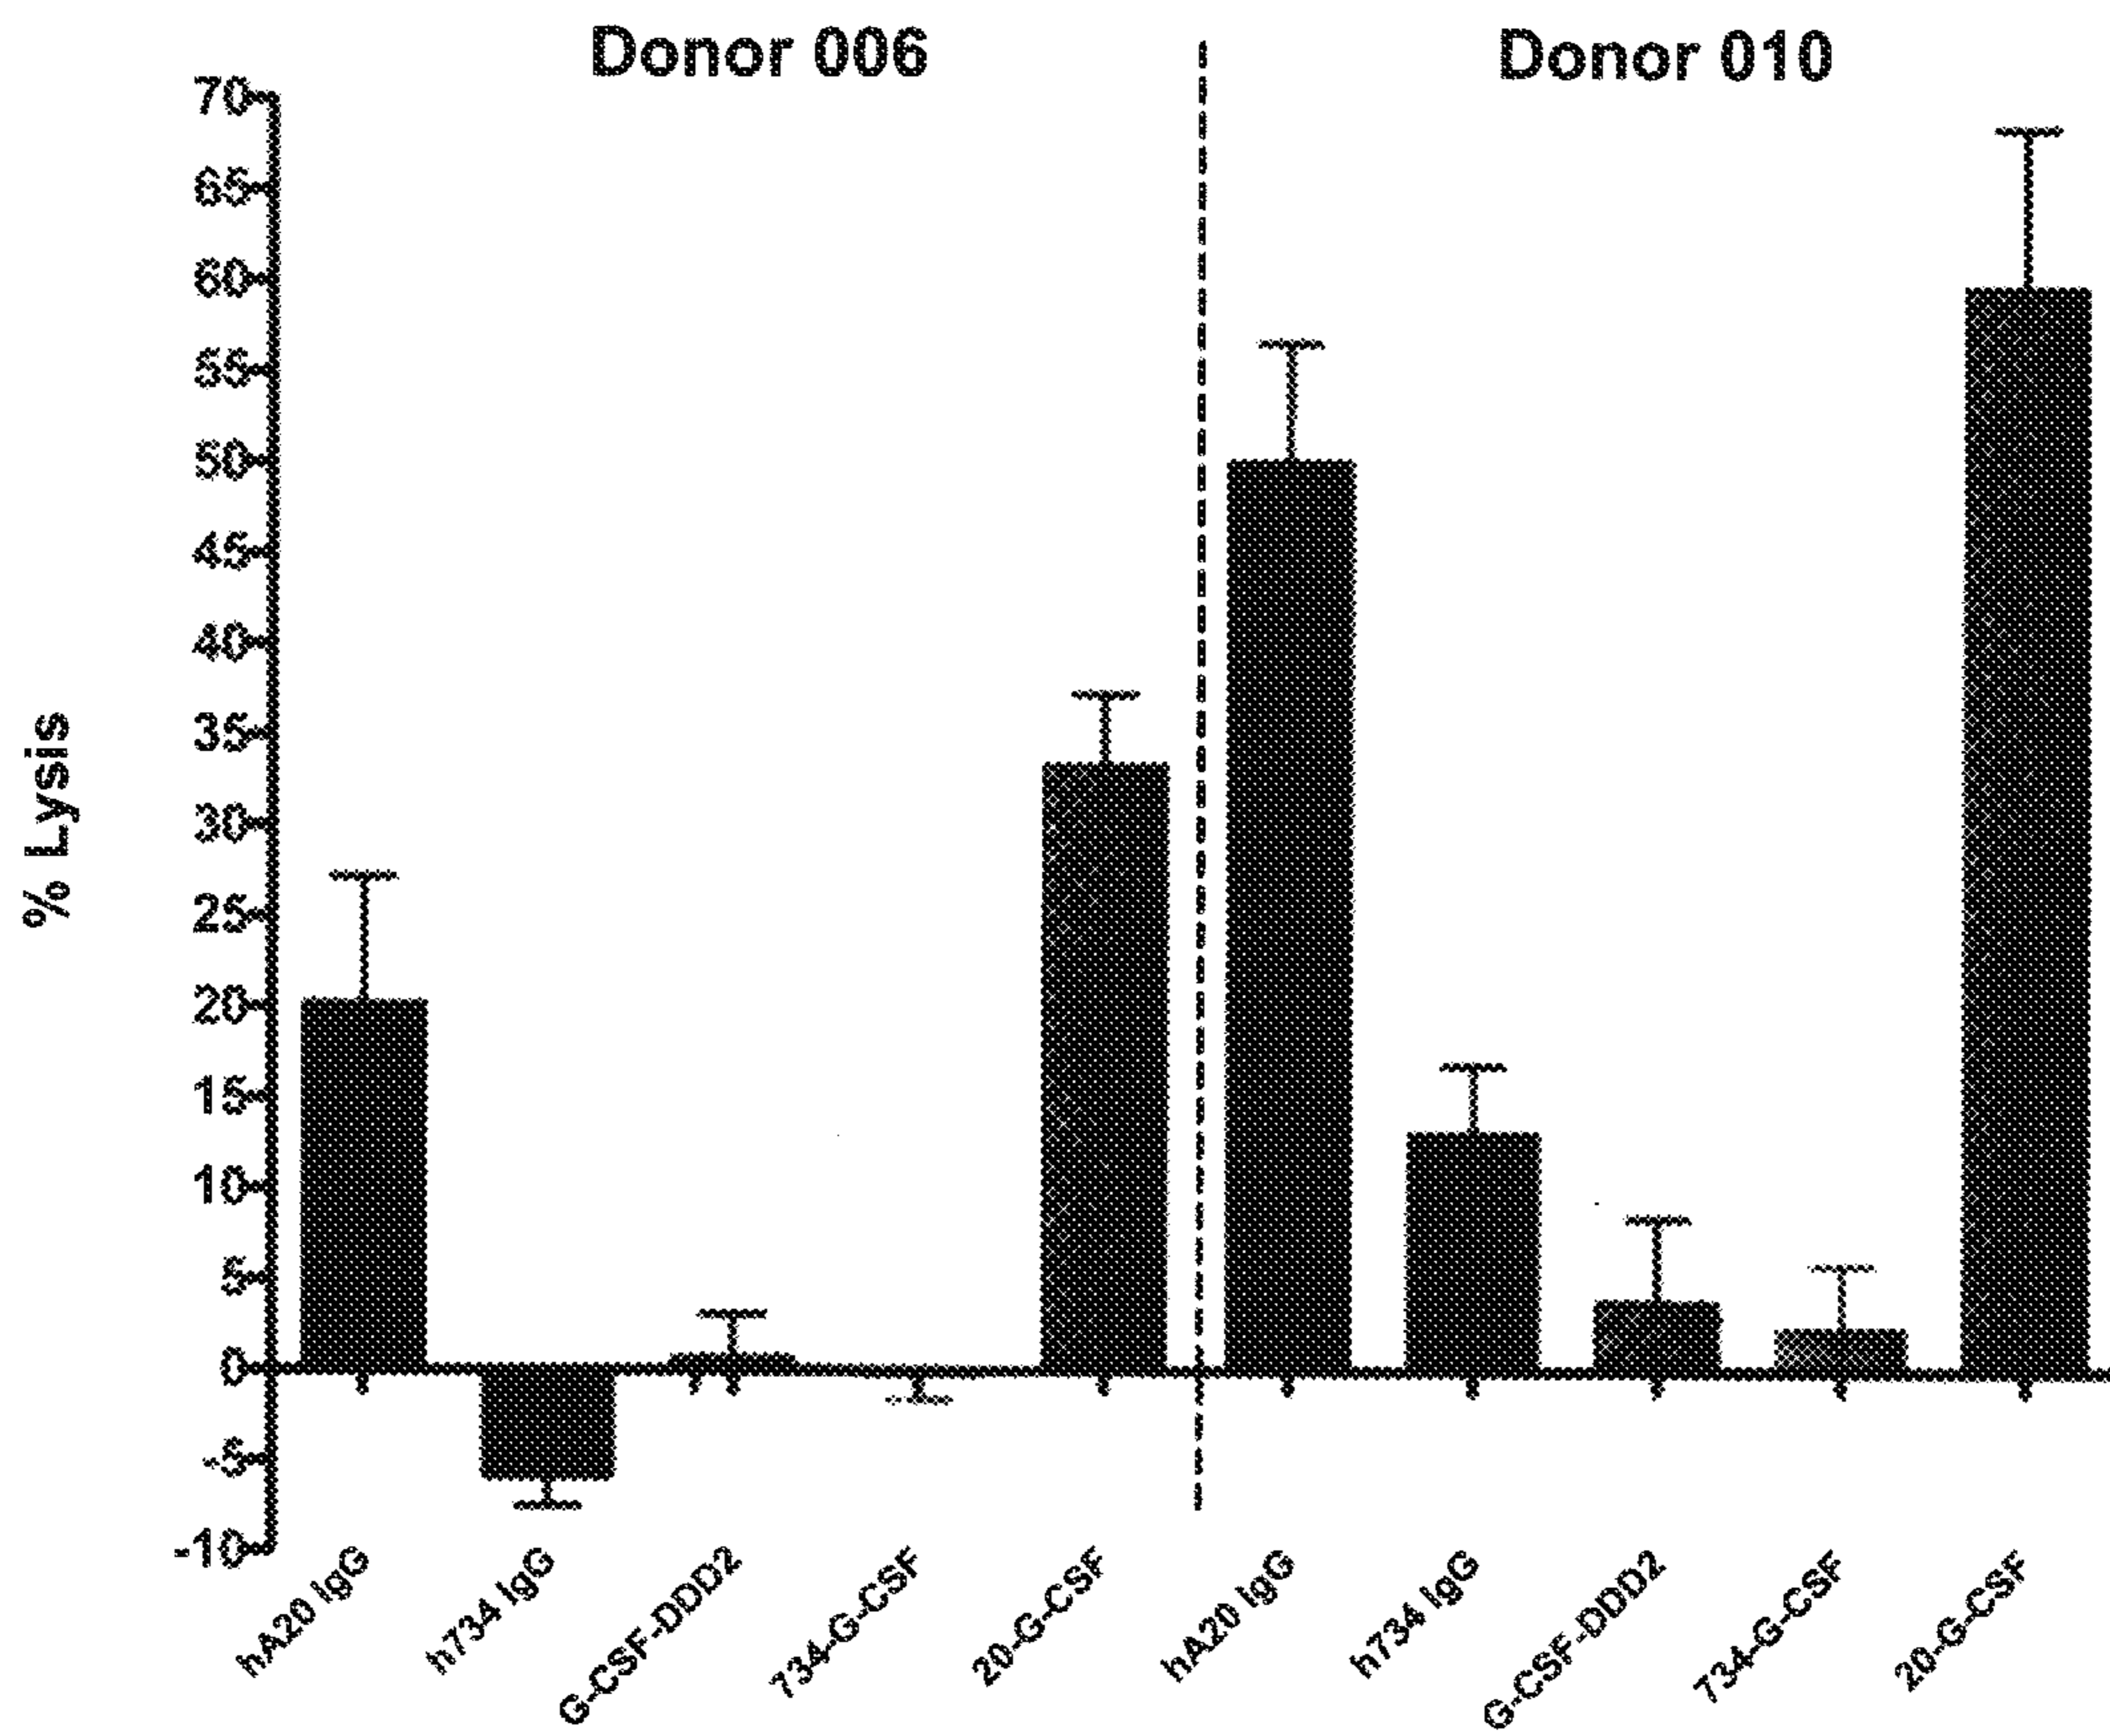 Donor 006
Donor 010
% Lysis
70
65
60
55
50
45
40
35
30
25
20
15
10
5
0
-5
-10
hA20 IgG
h734 IgG
G-CSF-DDD2
734-G-CSF
20-G-CSF
hA20 IgG
h734 IgG
G-CSF-DDD2
734-G-CSF
20-G-CSF